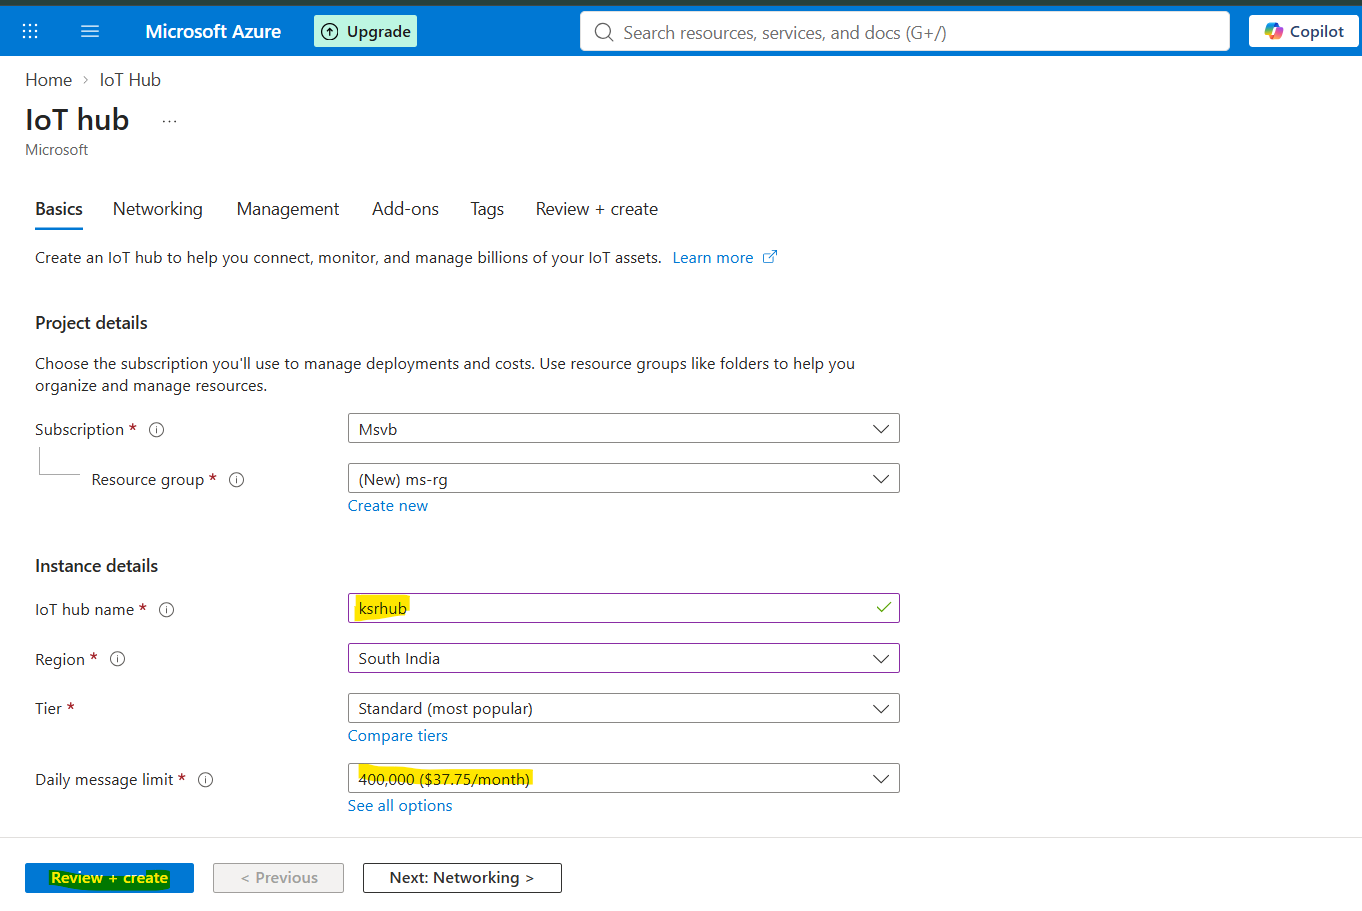 Microsoft Azure
Upgrade
Search resources, services, and docs (G+/)
Copilot
Home > IoT Hub
IoT hub ...
Microsoft
Basics Networking Management Add-ons Tags Review + create
Create an IoT hub to help you connect, monitor, and manage billions of your IoT assets. Learn more
Project details
Choose the subscription you'll use to manage deployments and costs. Use resource groups like folders to help you
organize and manage resources.
Subscription *
Msvb
Resource group *
(New) ms-rg
Create new
Instance details
IoT hub name *
ksrhub
Region *
South India
Tier *
Standard (most popular)
Compare tiers
Daily message limit *
400,000 ($37.75/month)
See all options
Review + create
< Previous
Next: Networking >